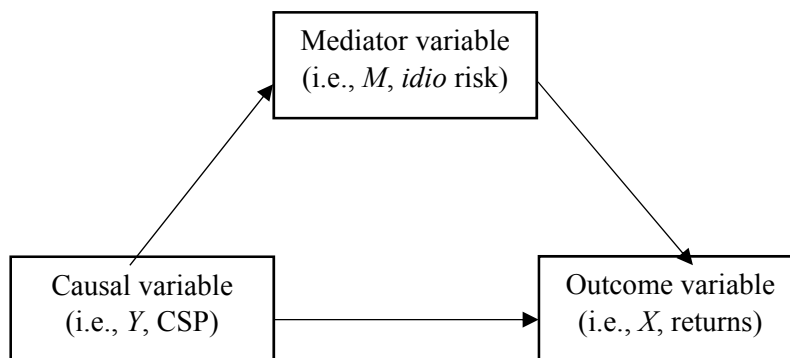 Mediator variable
(i.e., M, idio risk)
Causal variable
(i.e., Y, CSP)
Outcome variable
(i.e., X, returns)